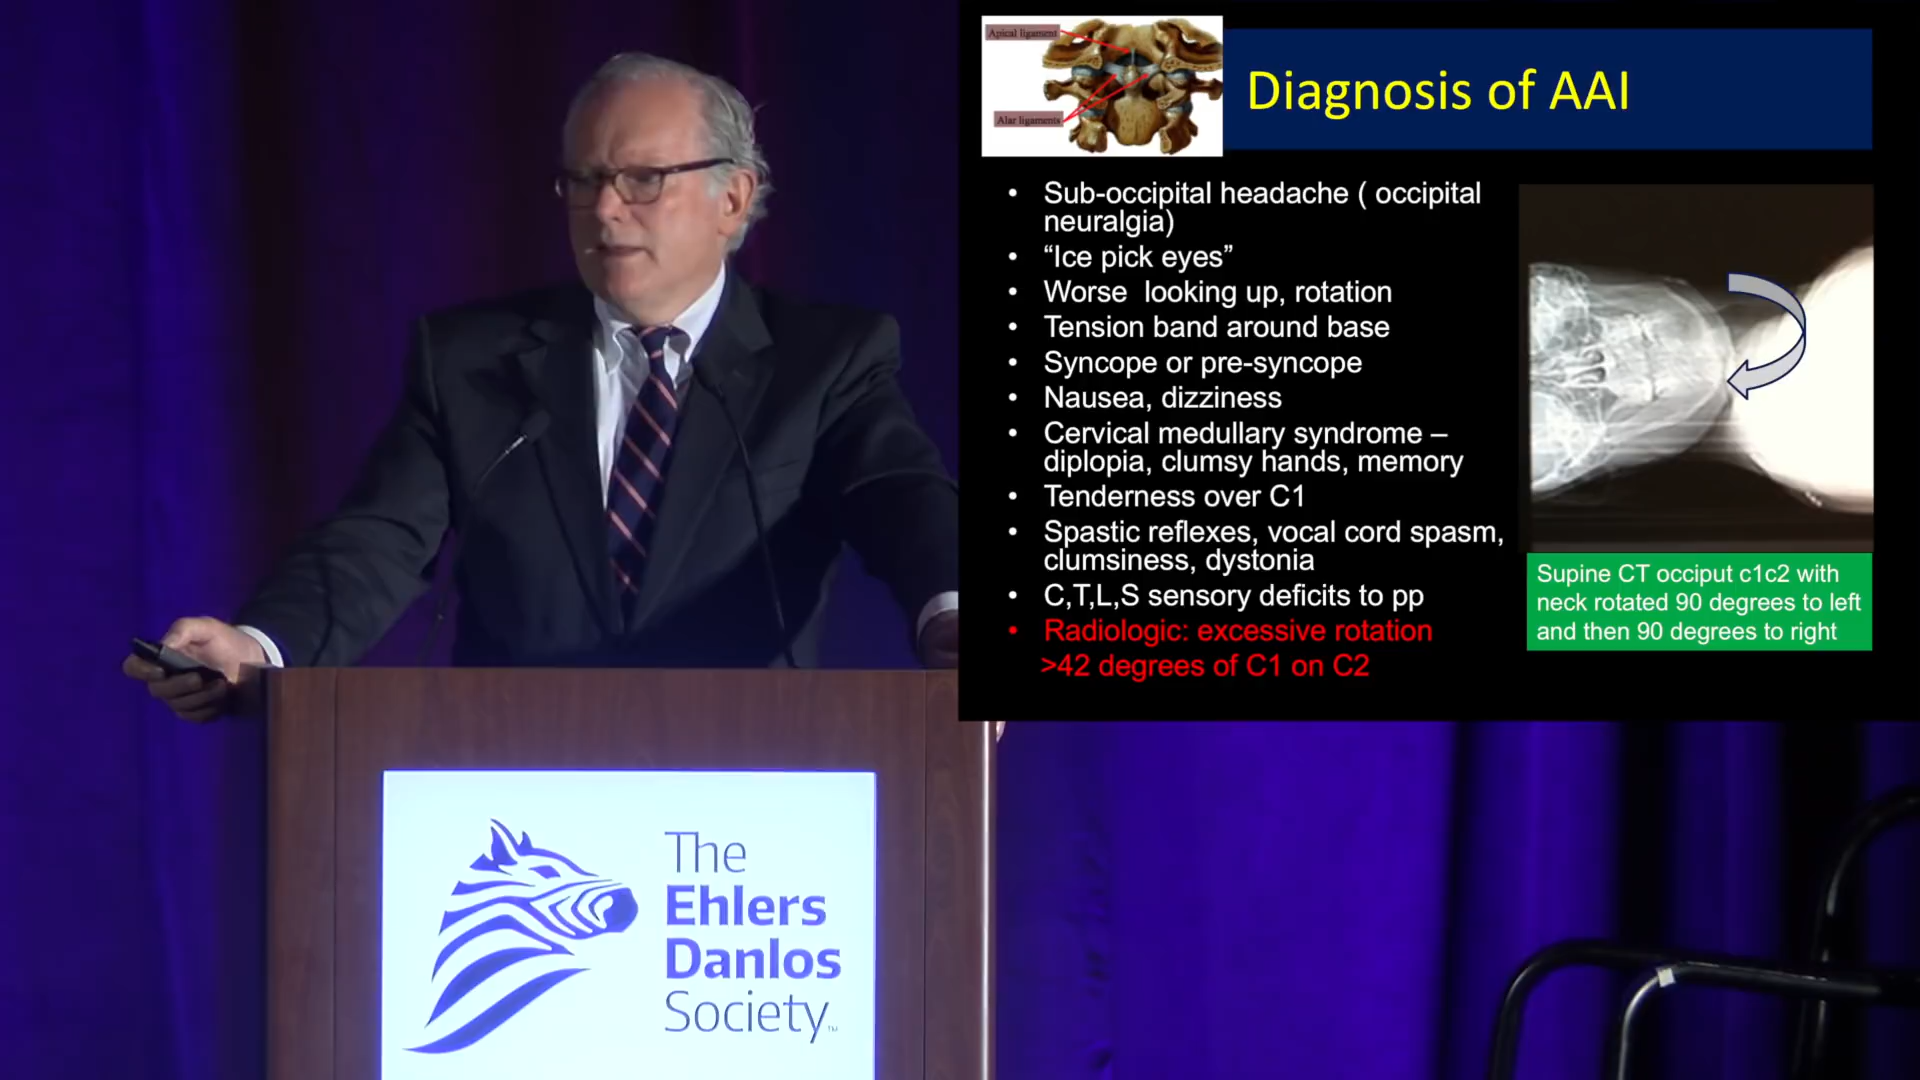 Apical ligament
Alar ligaments
Diagnosis of AAI
• Sub-occipital headache ( occipital
neuralgia)
• “Ice pick eyes”
• Worse  looking up, rotation
• Tension band around base
• Syncope or pre-syncope
• Nausea, dizziness
• Cervical medullary syndrome –
diplopia, clumsy hands, memory
• Tenderness over C1
• Spastic reflexes, vocal cord spasm,
clumsiness, dystonia
• C,T,L,S sensory deficits to pp
• Radiologic: excessive rotation
>42 degrees of C1 on C2
Supine CT occiput c1c2 with
neck rotated 90 degrees to left
and then 90 degrees to right
The
Ehlers
Danlos
Society™